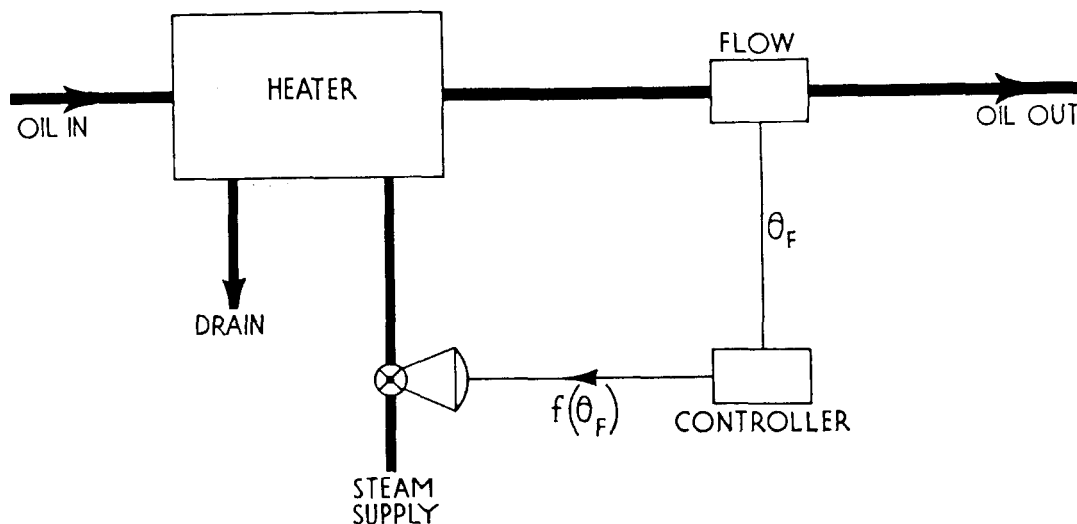 FLOW
HEATER
OIL IN
OIL OUT
θF
DRAIN
f(θF)
CONTROLLER
STEAM
SUPPLY